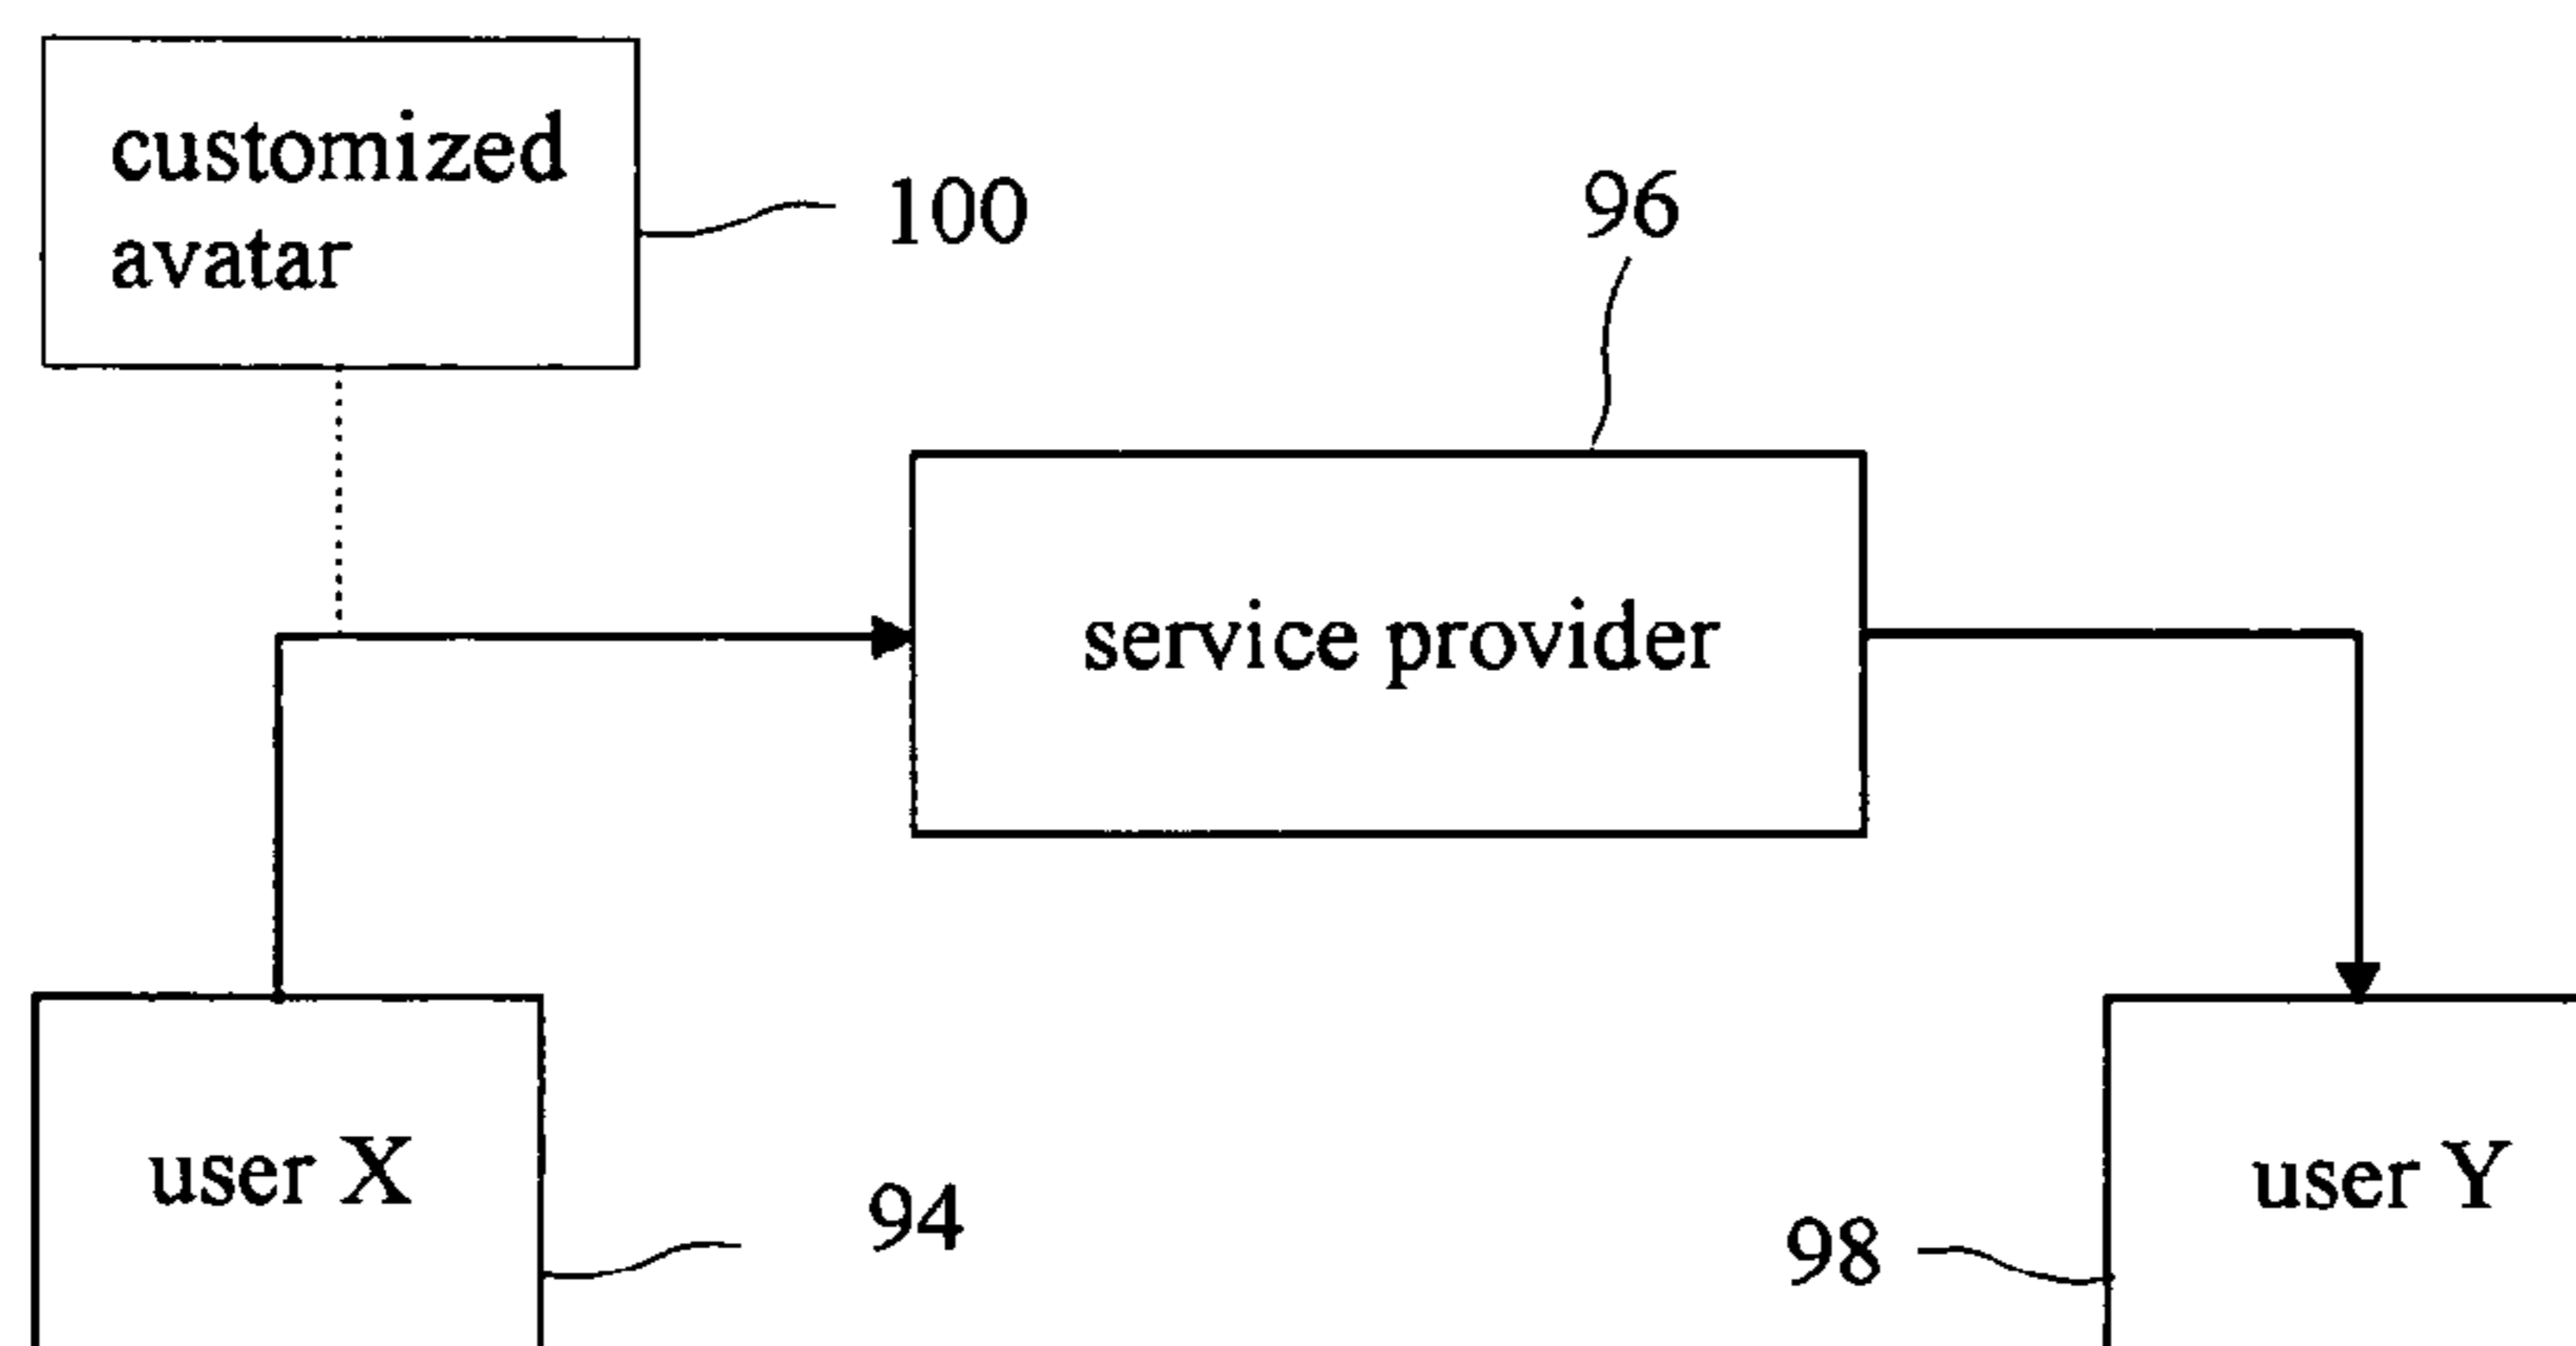 customized
avatar
100
96
service provider
user X
94
98
user Y